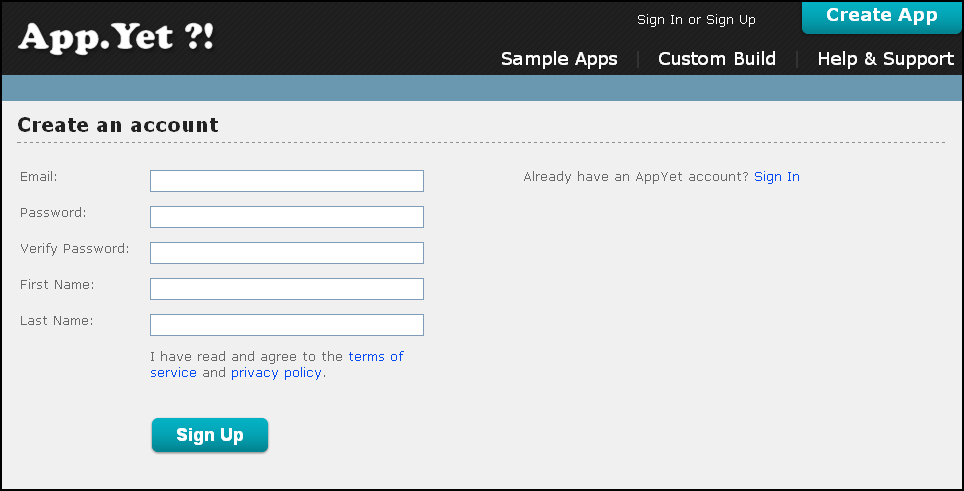 App.Yet ?!
Sign In or Sign Up
Create App
Sample Apps | Custom Build | Help & Support
Create an account
Email:
Already have an AppYet account? Sign In
Password:
Verify Password:
First Name:
Last Name:
I have read and agree to the terms of
service and privacy policy.
Sign Up